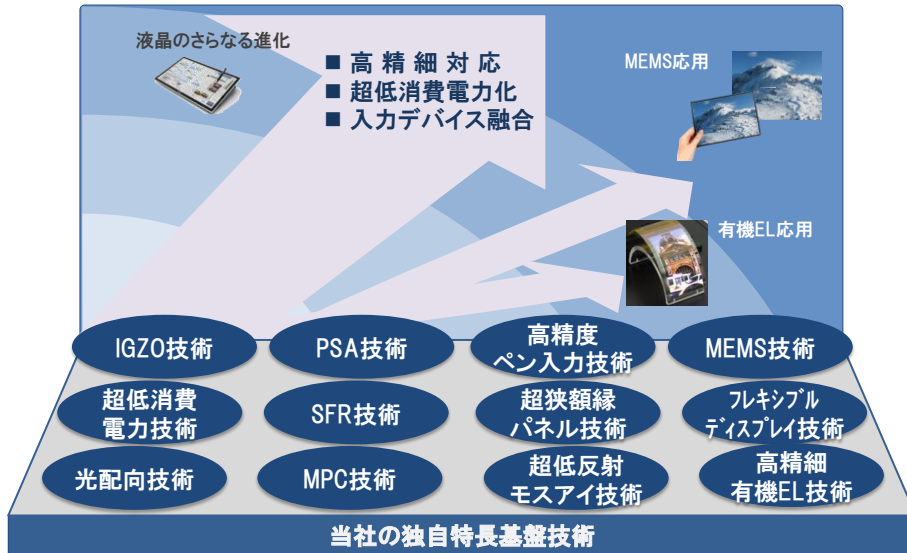 液晶のさらなる進化
■ 高 精 細 対 応
■ 超低消費電力化
■ 入力デバイス融合
MEMS応用
有機EL応用
IGZO技術
PSA技術
高精度
ペン入力技術
MEMS技術
超低消費
電力技術
SFR技術
超狭額縁
パネル技術
ﾌﾚｷｼﾌﾞﾙ
ﾃﾞｨｽﾌﾟﾚｲ技術
光配向技術
MPC技術
超低反射
モスアイ技術
高精細
有機EL技術
当社の独自特長基盤技術